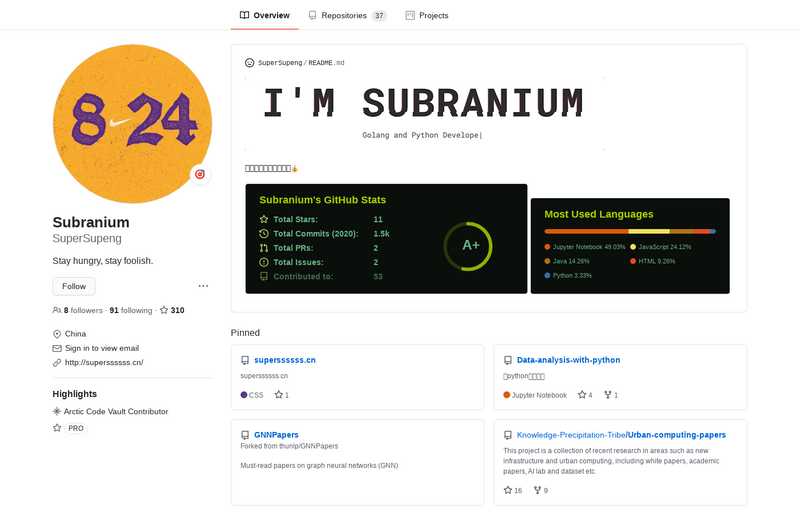 Overview
Repositories 37
Projects
8 24
Subranium
SuperSupeng
Stay hungry, stay foolish.
Follow
8 followers · 91 following · 310
China
Sign in to view email
http://superssssss.cn/
Highlights
Arctic Code Vault Contributor
PRO
SuperSupeng / README.md
I'M SUBRANIUM
Golang and Python Develope|
Subranium's GitHub Stats
Total Stars: 11
Total Commits (2020): 1.5k
Total PRs: 2
Total Issues: 2
Contributed to: 53
A+
Most Used Languages
Jupyter Notebook 49.03% JavaScript 24.12%
Java 14.26% HTML 9.26%
Python 3.33%
Pinned
superssssss.cn
superssssss.cn
CSS 1
Data-analysis-with-python
python
Jupyter Notebook 4 1
GNNPapers
Forked from thunlp/GNNPapers
Must-read papers on graph neural networks (GNN)
Knowledge-Precipitation-Tribe/Urban-computing-papers
This project is a collection of recent research in areas such as new
infrastructure and urban computing, including white papers, academic
papers, AI lab and dataset etc.
16 9